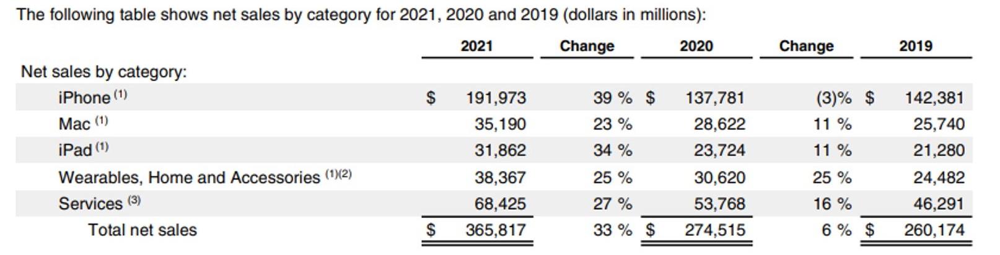 The following table shows net sales by category for 2021, 2020 and 2019 (dollars in millions):
2021 Change 2020 Change 2019
Net sales by category:
iPhone (1) $ 191,973 39 % $ 137,781 (3)% $ 142,381
Mac (1) 35,190 23 % 28,622 11 % 25,740
iPad (1) 31,862 34 % 23,724 11 % 21,280
Wearables, Home and Accessories (1)(2) 38,367 25 % 30,620 25 % 24,482
Services (3) 68,425 27 % 53,768 16 % 46,291
Total net sales $ 365,817 33 % $ 274,515 6 % $ 260,174